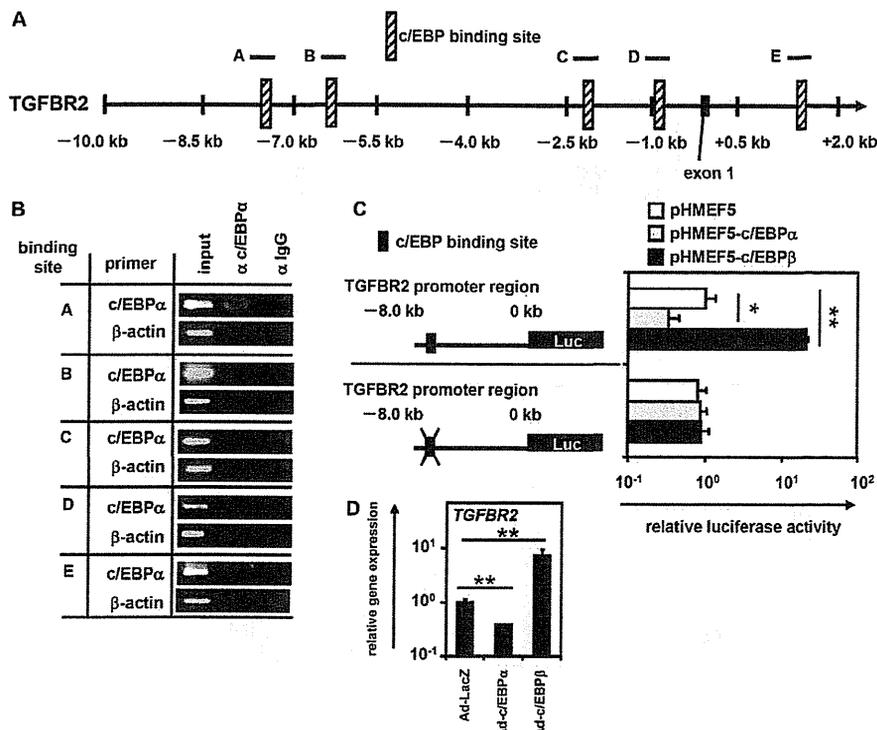 A
c/EBP binding site
A
B
C
D
E
TGFBR2
−10.0 kb −8.5 kb −7.0 kb −5.5 kb −4.0 kb −2.5 kb −1.0 kb +0.5 kb +2.0 kb
exon 1
B
binding site
primer
input
α c/EBPα
α IgG
A
c/EBPα
β-actin
B
c/EBPα
β-actin
C
c/EBPα
β-actin
D
c/EBPα
β-actin
E
c/EBPα
β-actin
C
c/EBP binding site
pHMEF5
pHMEF5-c/EBPα
pHMEF5-c/EBPβ
TGFBR2 promoter region
−8.0 kb 0 kb
Luc
*
**
TGFBR2 promoter region
−8.0 kb 0 kb
Luc
10-1 100 101 102
relative luciferase activity
D
TGFBR2
relative gene expression
**
**
101
100
10-1
Ad-LacZ
Ad-c/EBPα
Ad-c/EBPβ